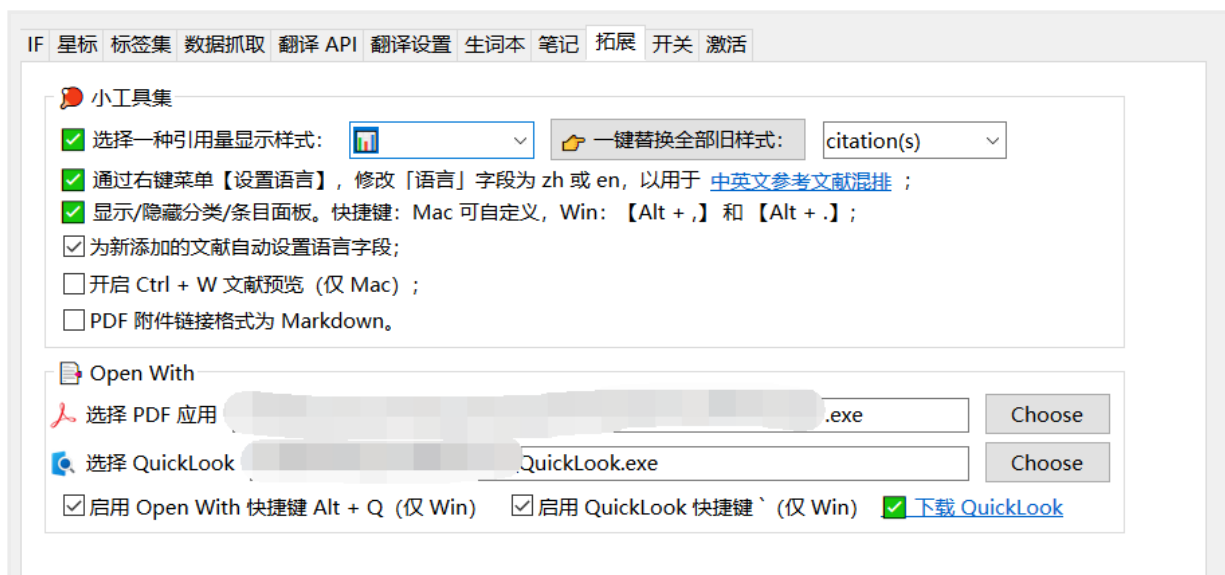 IF 星标 标签集 数据抓取 翻译 API 翻译设置 生词本 笔记 拓展 开关 激活
小工具集
选择一种引用量显示样式： 一键替换全部旧样式： citation(s)
通过右键菜单【设置语言】，修改「语言」字段为 zh 或 en，以用于 中英文参考文献混排 ；
显示/隐藏分类/条目面板。快捷键：Mac 可自定义，Win：【Alt + ,】 和 【Alt + .】；
为新添加的文献自动设置语言字段；
开启 Ctrl + W 文献预览（仅 Mac）；
PDF 附件链接格式为 Markdown。
Open With
选择 PDF 应用 .exe Choose
选择 QuickLook QuickLook.exe Choose
启用 Open With 快捷键 Alt + Q（仅 Win） 启用 QuickLook 快捷键 `（仅 Win） 下载 QuickLook